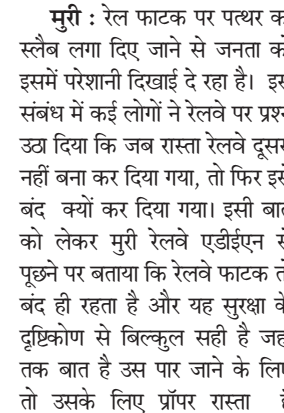 मुरी : रेल फाटक पर पत्थर क
स्लैब लगा दिए जाने से जनता क
इसमें परेशानी दिखाई दे रहा है। इस
संबंध में कई लोगों ने रेलवे पर प्रश्न
उठा दिया कि जब रास्ता रेलवे दूसर
नहीं बना कर दिया गया, तो फिर इसे
बंद क्यों कर दिया गया। इसी बात
को लेकर मुरी रेलवे एडीईएन से
पूछने पर बताया कि रेलवे फाटक त
बंद ही रहता है और यह सुरक्षा के
दृष्टिकोण से बिल्कुल सही है जह
तक बात है उस पार जाने के लिए
तो उसके लिए प्रॉपर रास्ता है